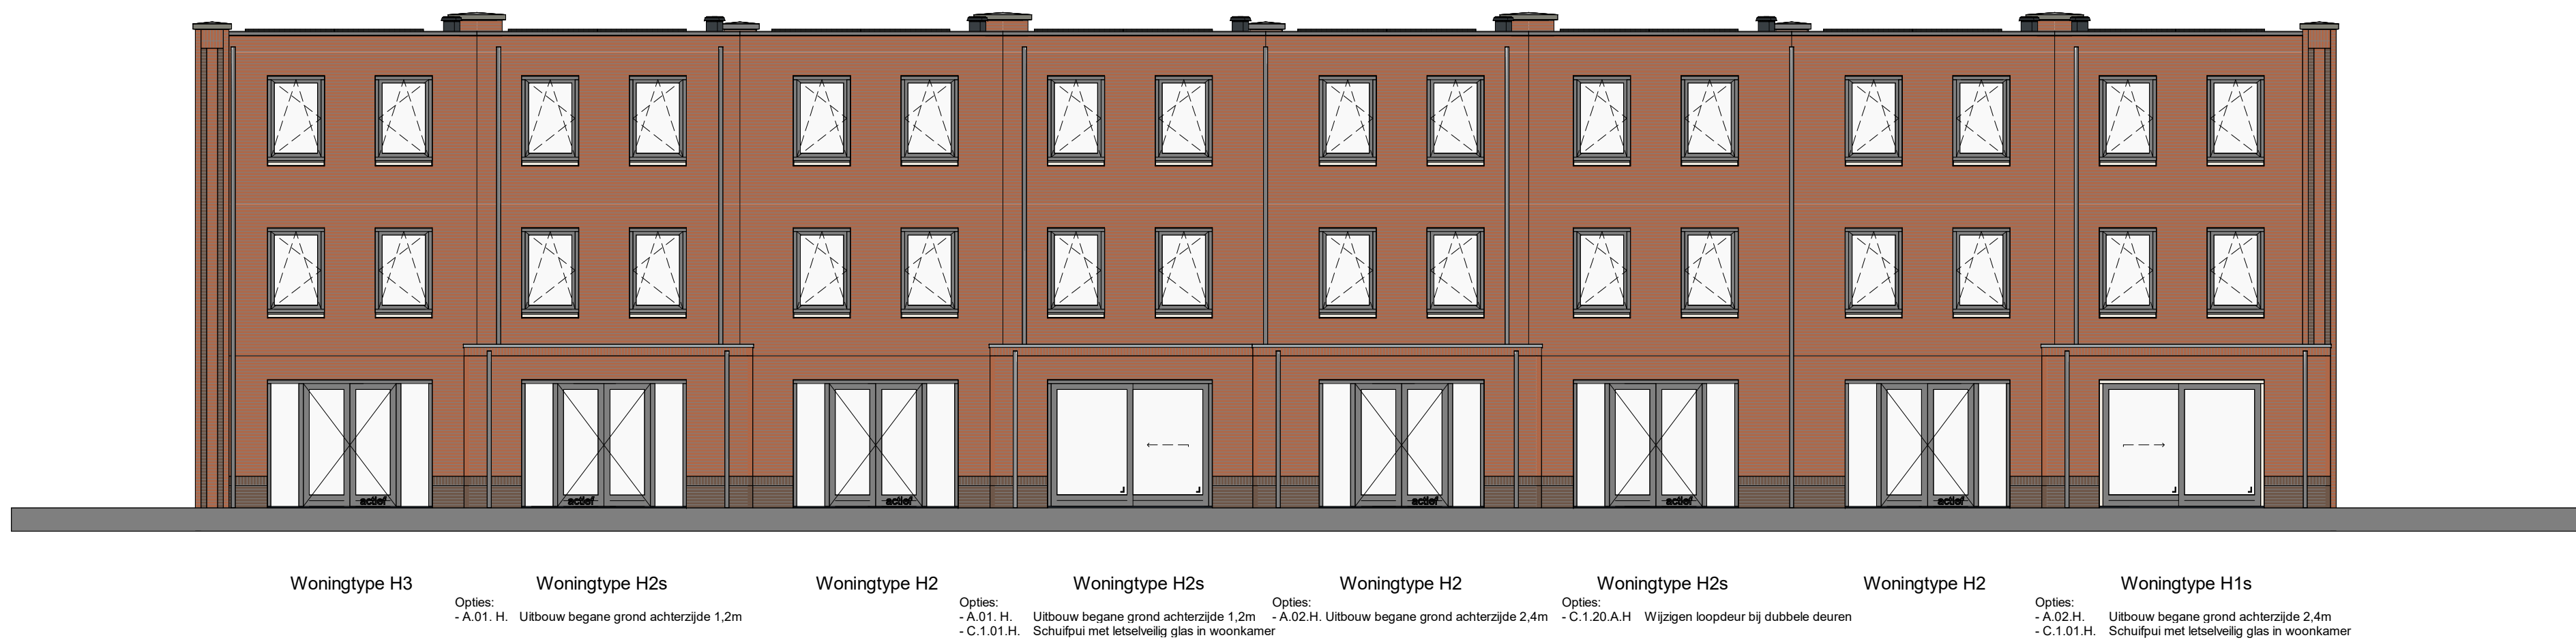 actief actief actief actief actief actief
Woningtype H3
Woningtype H2s
Opties:
- A.01. H. Uitbouw begane grond achterzijde 1,2m
Woningtype H2
Woningtype H2s
Opties:
- A.01. H. Uitbouw begane grond achterzijde 1,2m
- C.1.01.H. Schuifpui met letselveilig glas in woonkamer
Woningtype H2
Opties:
- A.02.H. Uitbouw begane grond achterzijde 2,4m
Woningtype H2s
Opties:
- C.1.20.A.H Wijzigen loopdeur bij dubbele deuren
Woningtype H2
Woningtype H1s
Opties:
- A.02.H. Uitbouw begane grond achterzijde 2,4m
- C.1.01.H. Schuifpui met letselveilig glas in woonkamer